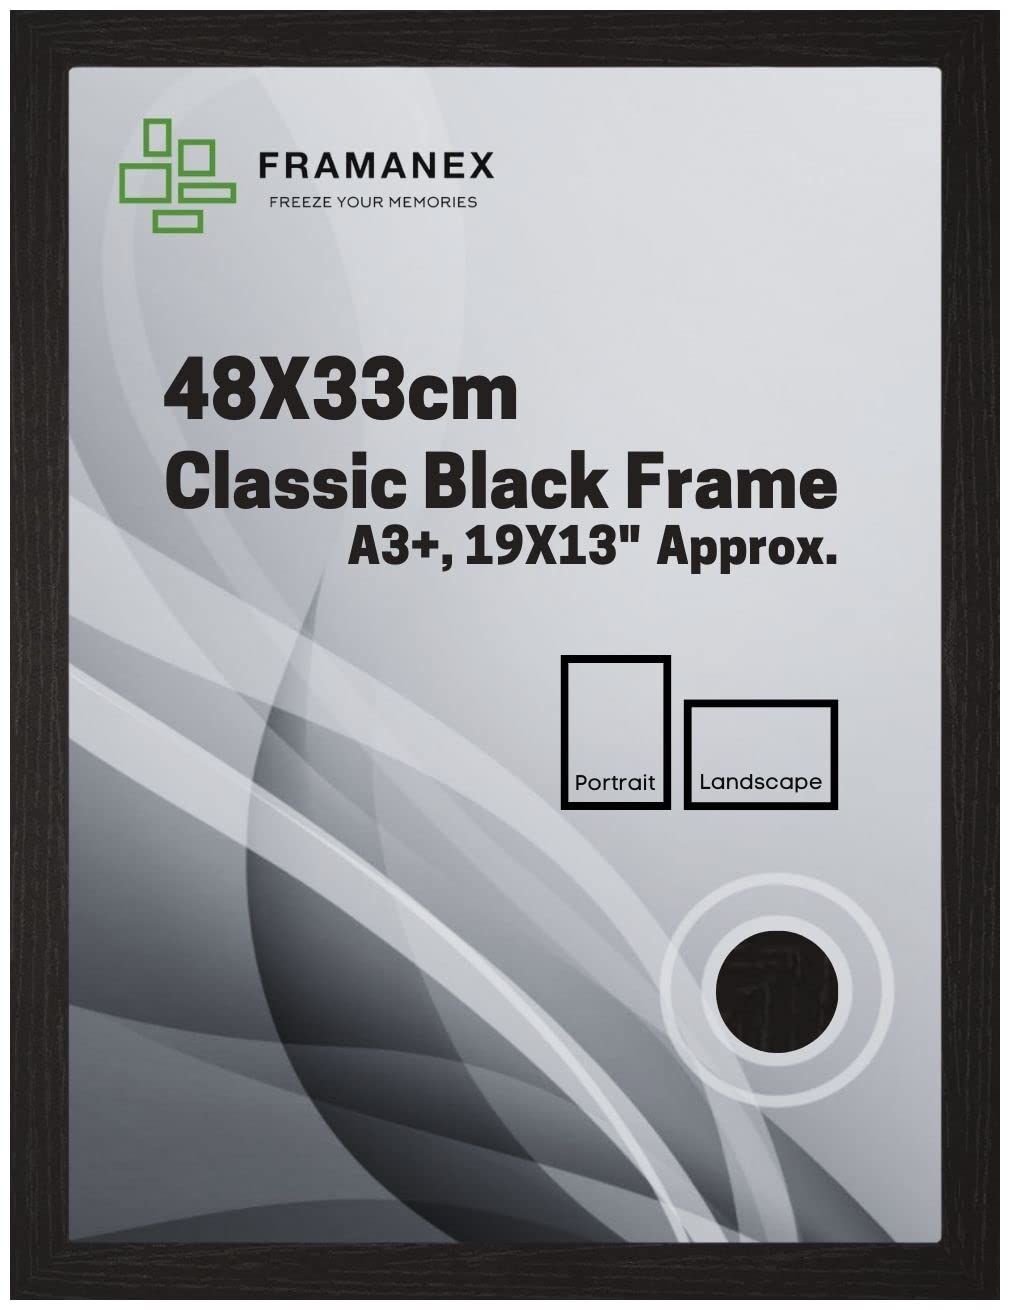 FRAMANEX
FREEZE YOUR MEMORIES
48X33cm
Classic Black Frame
A3+, 19X13" Approx.
Portrait
Landscape